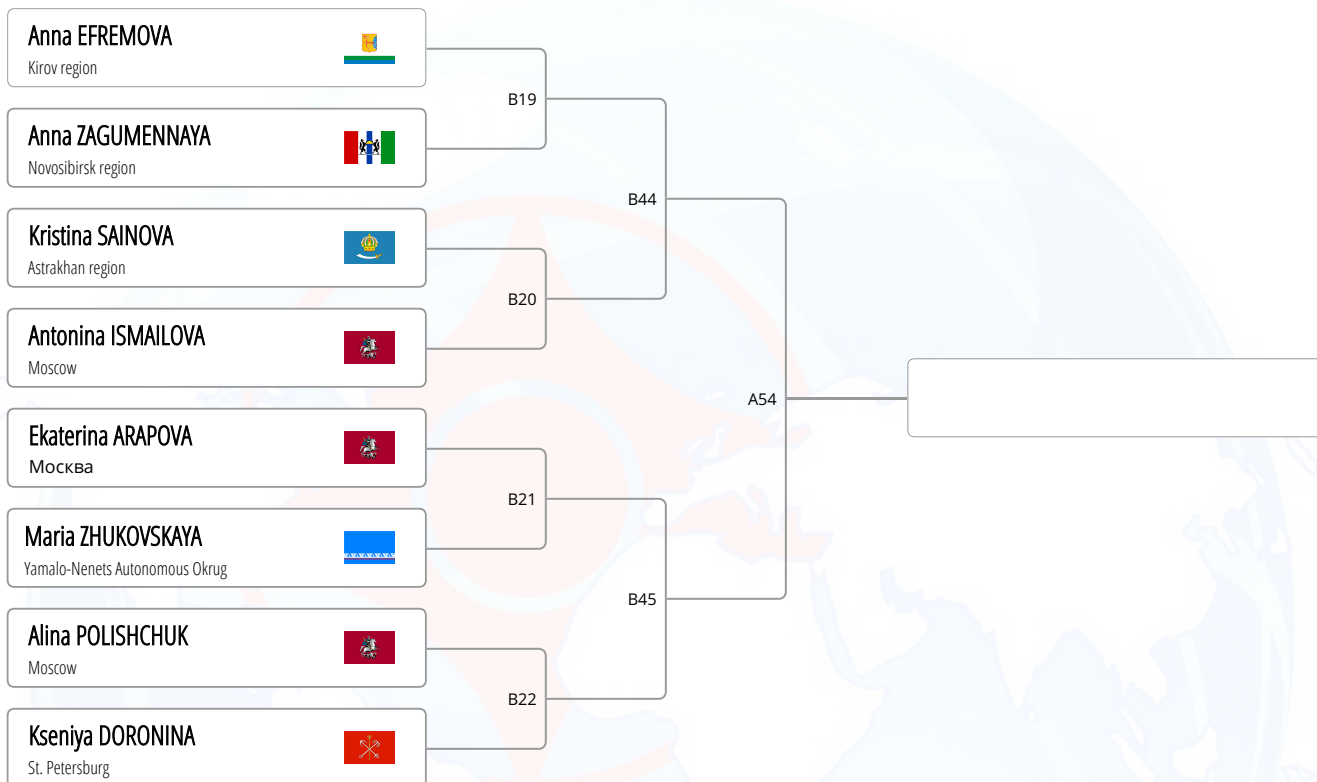 Anna EFREMOVA
Kirov region
B19
Anna ZAGUMENNAYA
Novosibirsk region
B44
Kristina SAINOVA
Astrakhan region
B20
Antonina ISMAILOVA
Moscow
A54
Ekaterina ARAPOVA
Москва
B21
Maria ZHUKOVSKAYA
Yamalo-Nenets Autonomous Okrug
B45
Alina POLISHCHUK
Moscow
B22
Kseniya DORONINA
St. Petersburg